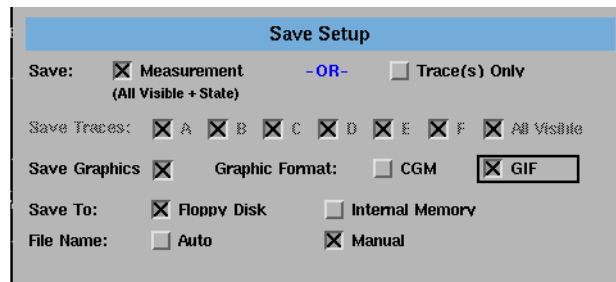 Save Setup
Save: Measurement -OR- Trace(s) Only
(All Visible + State)
Save Traces: A B C D E F All Visible
Save Graphics Graphic Format: CGM GIF
Save To: Floppy Disk Internal Memory
File Name: Auto Manual